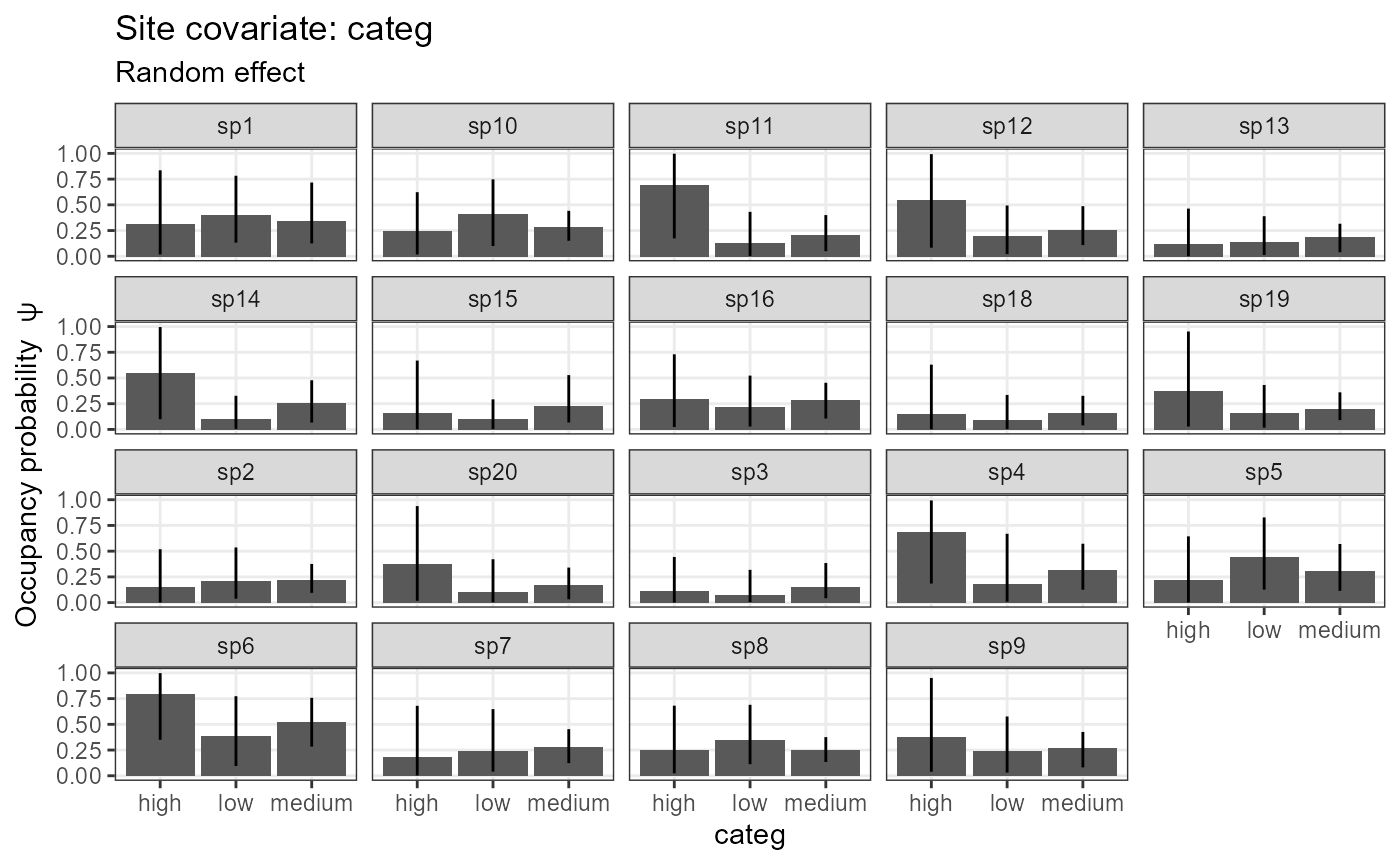 Site covariate: categ
Random effect
sp1 sp10 sp11 sp12 sp13
1.00
0.75
0.50
0.25
0.00
sp14 sp15 sp16 sp18 sp19
1.00
0.75
0.50
0.25
0.00
sp2 sp20 sp3 sp4 sp5
1.00
0.75
0.50
0.25
0.00
high low medium
sp6 sp7 sp8 sp9
1.00
0.75
0.50
0.25
0.00
high low medium high low medium high low medium high low medium
categ
Occupancy probability ψ